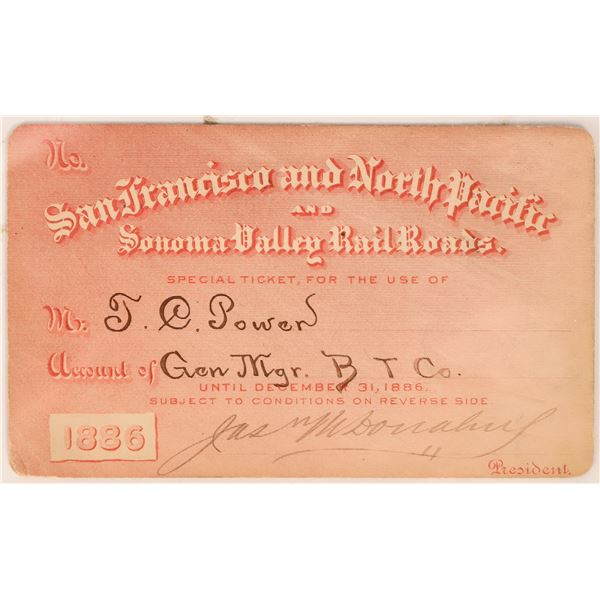 No.
San Francisco and North Pacific
AND
Sonoma Valley Rail Roads.
SPECIAL TICKET, FOR THE USE OF
Mr. T. C. Power
Account of Gen Mgr. B T Co.
UNTIL DECEMBER 31, 1886.
SUBJECT TO CONDITIONS ON REVERSE SIDE
1886
Jas M Donahue
President.